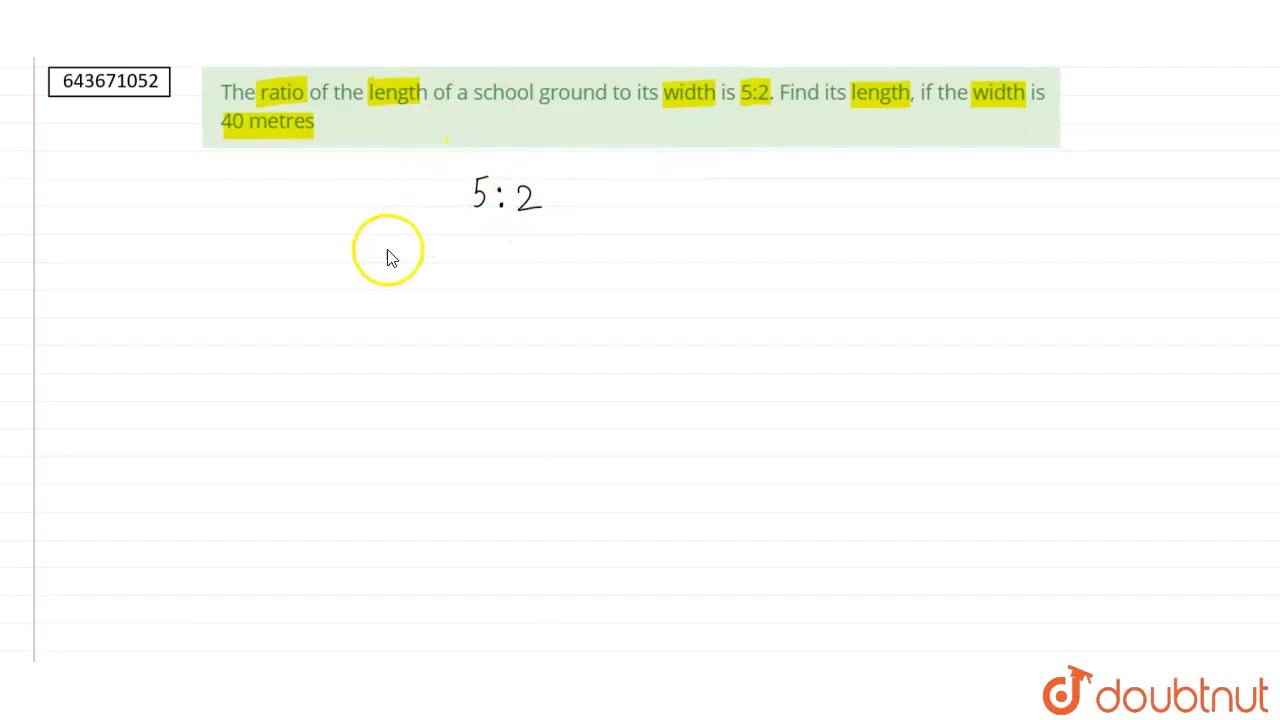 643671052
The ratio of the length of a school ground to its width is 5:2. Find its length, if the width is
40 metres
5:2
doubtnut